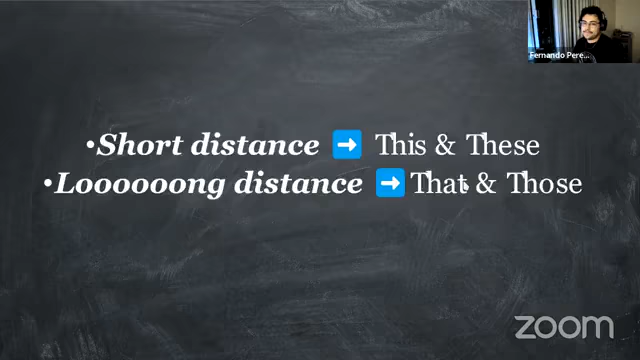 Fernando Pere...
•Short distance ➡ This & These
•Loooooong distance ➡ That & Those
zoom